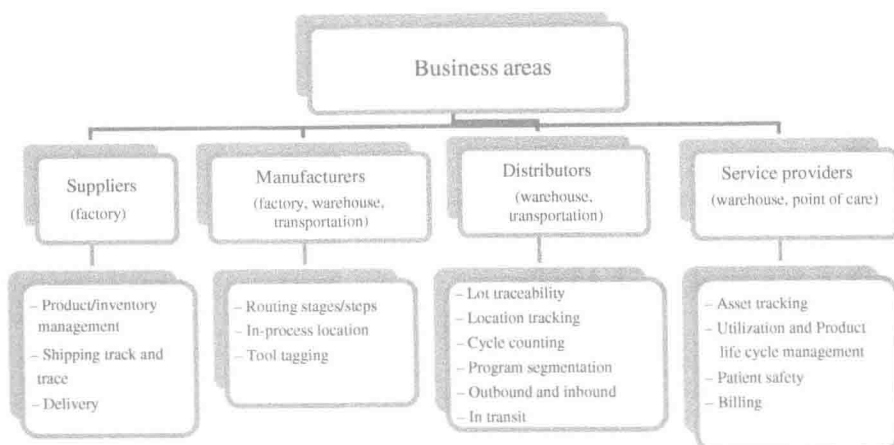 Business areas
Suppliers
(factory)
Manufacturers
(factory, warehouse,
transportation)
Distributors
(warehouse,
transportation)
Service providers
(warehouse, point of care)
– Product/inventory
management
– Shipping track and
trace
– Delivery
– Routing stages/steps
– In-process location
– Tool tagging
– Lot traceability
– Location tracking
– Cycle counting
– Program segmentation
– Outbound and inbound
– In transit
– Asset tracking
– Utilization and Product
life cycle management
– Patient safety
– Billing